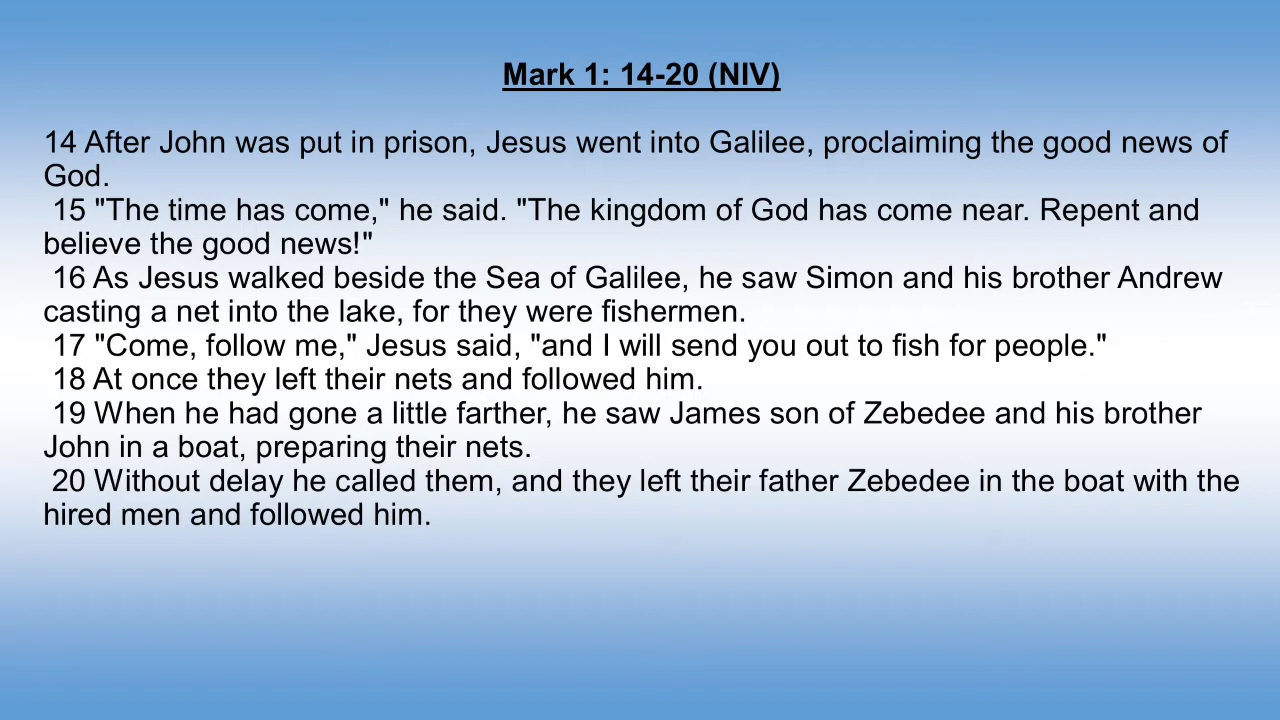 Mark 1: 14-20 (NIV)
14 After John was put in prison, Jesus went into Galilee, proclaiming the good news of
God.
15 "The time has come," he said. "The kingdom of God has come near. Repent and
believe the good news!"
16 As Jesus walked beside the Sea of Galilee, he saw Simon and his brother Andrew
casting a net into the lake, for they were fishermen.
17 "Come, follow me," Jesus said, "and I will send you out to fish for people."
18 At once they left their nets and followed him.
19 When he had gone a little farther, he saw James son of Zebedee and his brother
John in a boat, preparing their nets.
20 Without delay he called them, and they left their father Zebedee in the boat with the
hired men and followed him.